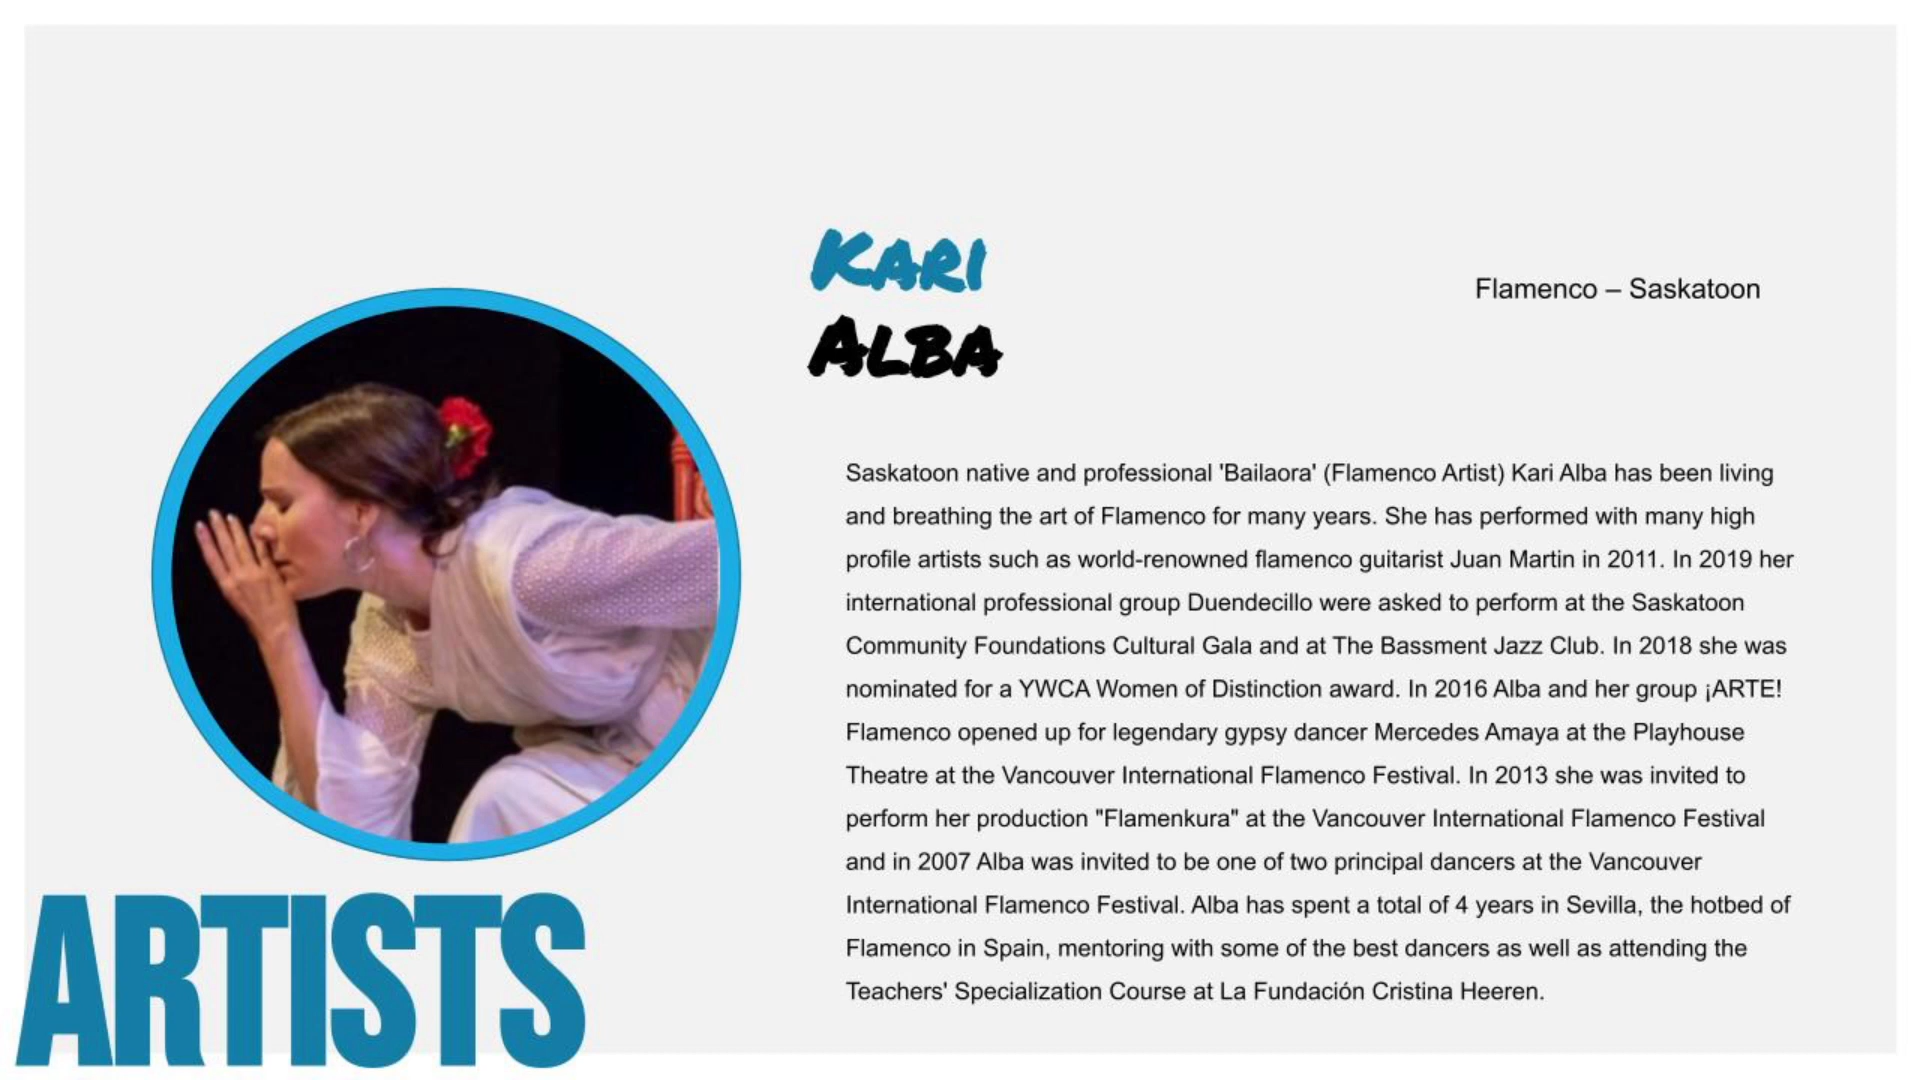 Kari
Alba
Flamenco – Saskatoon
Saskatoon native and professional 'Bailaora' (Flamenco Artist) Kari Alba has been living
and breathing the art of Flamenco for many years. She has performed with many high
profile artists such as world-renowned flamenco guitarist Juan Martin in 2011. In 2019 her
international professional group Duendecillo were asked to perform at the Saskatoon
Community Foundations Cultural Gala and at The Bassment Jazz Club. In 2018 she was
nominated for a YWCA Women of Distinction award. In 2016 Alba and her group ¡ARTE!
Flamenco opened up for legendary gypsy dancer Mercedes Amaya at the Playhouse
Theatre at the Vancouver International Flamenco Festival. In 2013 she was invited to
perform her production "Flamenkura" at the Vancouver International Flamenco Festival
and in 2007 Alba was invited to be one of two principal dancers at the Vancouver
International Flamenco Festival. Alba has spent a total of 4 years in Sevilla, the hotbed of
Flamenco in Spain, mentoring with some of the best dancers as well as attending the
Teachers' Specialization Course at La Fundación Cristina Heeren.
ARTISTS